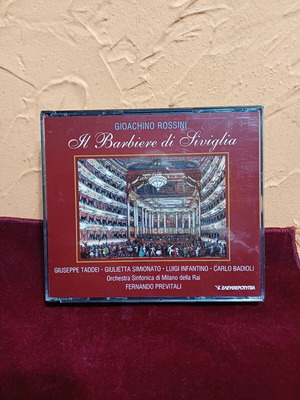 GIOACHINO ROSSINI
Il Barbiere di Siviglia
GIUSEPPE TADDEI · GIULIETTA SIMIONATO · LUIGI INFANTINO · CARLO BADIOLI
Orchestra Sinfonica di Milano della Rai
FERNANDO PREVITALI
Κ. ΕΛΕΥΘΕΡΟΤΥΠΙΑ